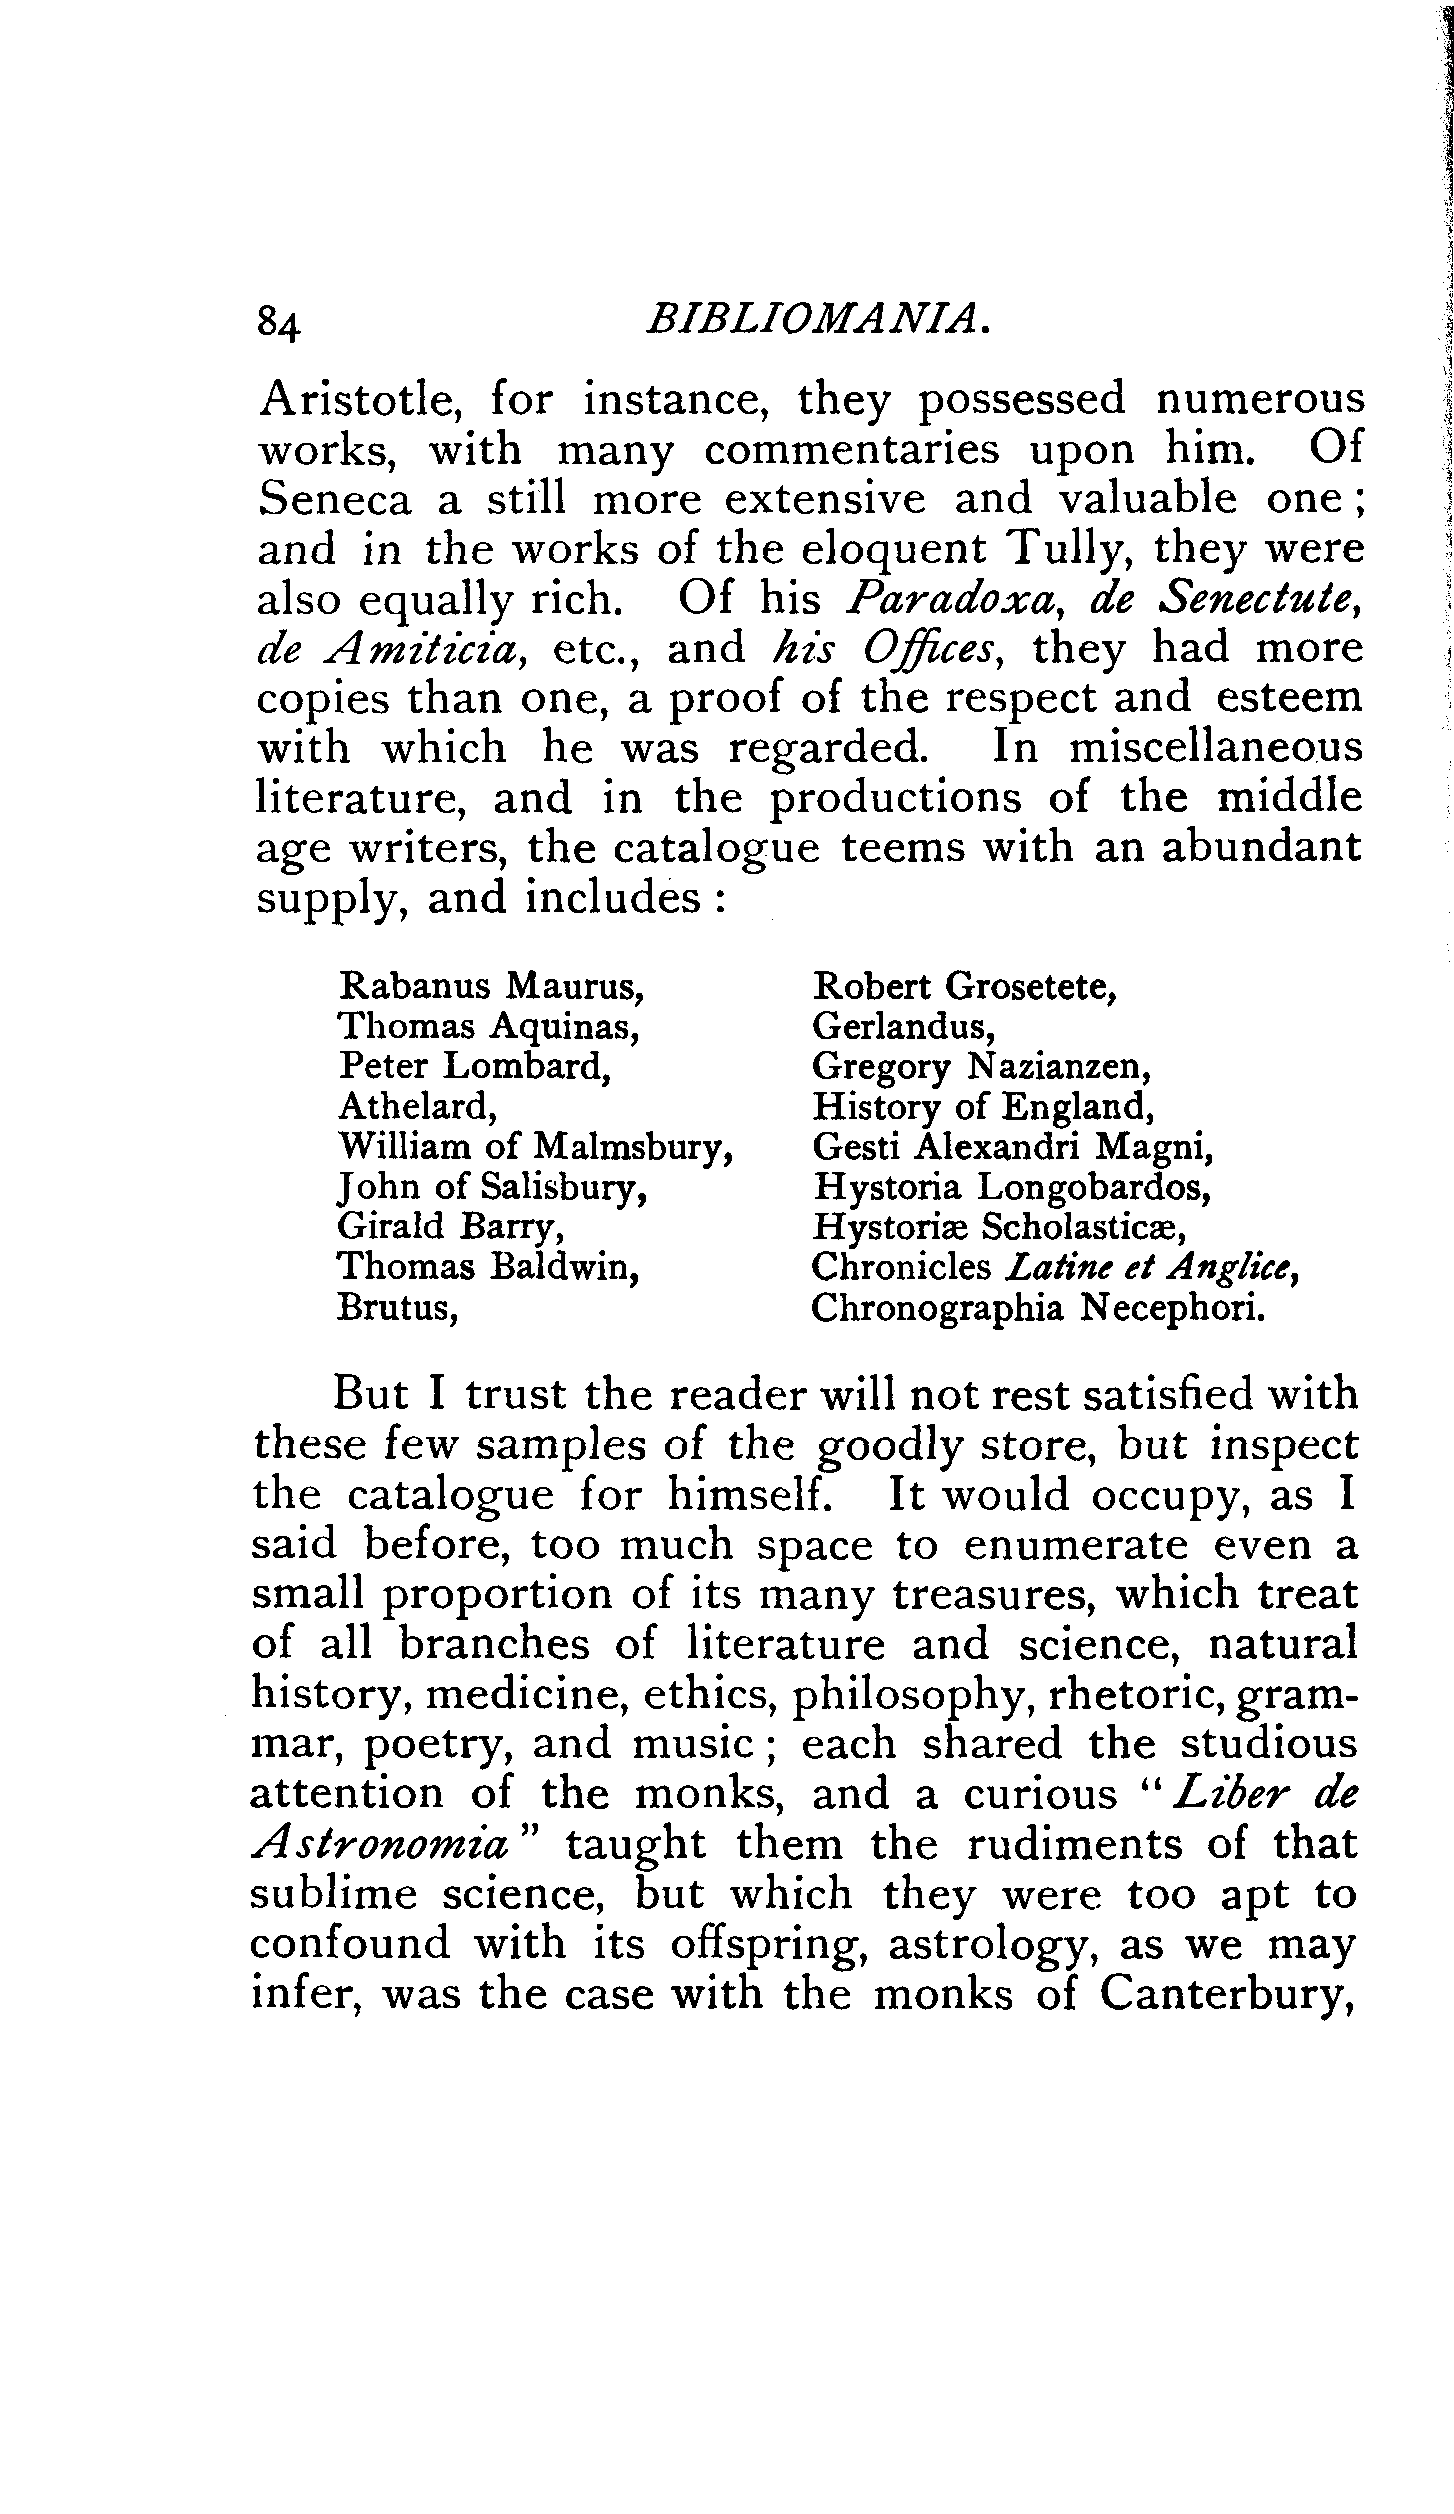 84 BIBLIOMANIA.
Aristotle, for instance, they possessed numerous
works, with many commentaries upon him. Of
Seneca a still more extensive and valuable one ;
and in the works of the eloquent Tully, they were
also equally rich. Of his Paradoxa, de Senectute,
de Amiticia, etc., and his Offices, they had more
copies than one, a proof of the respect and esteem
with which he was regarded. In miscellaneous
literature, and in the productions of the middle
age writers, the catalogue teems with an abundant
supply, and includes :
Rabanus Maurus,
Thomas Aquinas,
Peter Lombard,
Athelard,
William of Malmsbury,
John of Salisbury,
Girald Barry,
Thomas Baldwin,
Brutus,
Robert Grosetete,
Gerlandus,
Gregory Nazianzen,
History of England,
Gesti Alexandri Magni,
Hystoria Longobardos,
Hystoriæ Scholasticæ,
Chronicles Latine et Anglice,
Chronographia Necephori.
But I trust the reader will not rest satisfied with
these few samples of the goodly store, but inspect
the catalogue for himself. It would occupy, as I
said before, too much space to enumerate even a
small proportion of its many treasures, which treat
of all branches of literature and science, natural
history, medicine, ethics, philosophy, rhetoric, gram-
mar, poetry, and music ; each shared the studious
attention of the monks, and a curious “ Liber de
Astronomia ” taught them the rudiments of that
sublime science, but which they were too apt to
confound with its offspring, astrology, as we may
infer, was the case with the monks of Canterbury,